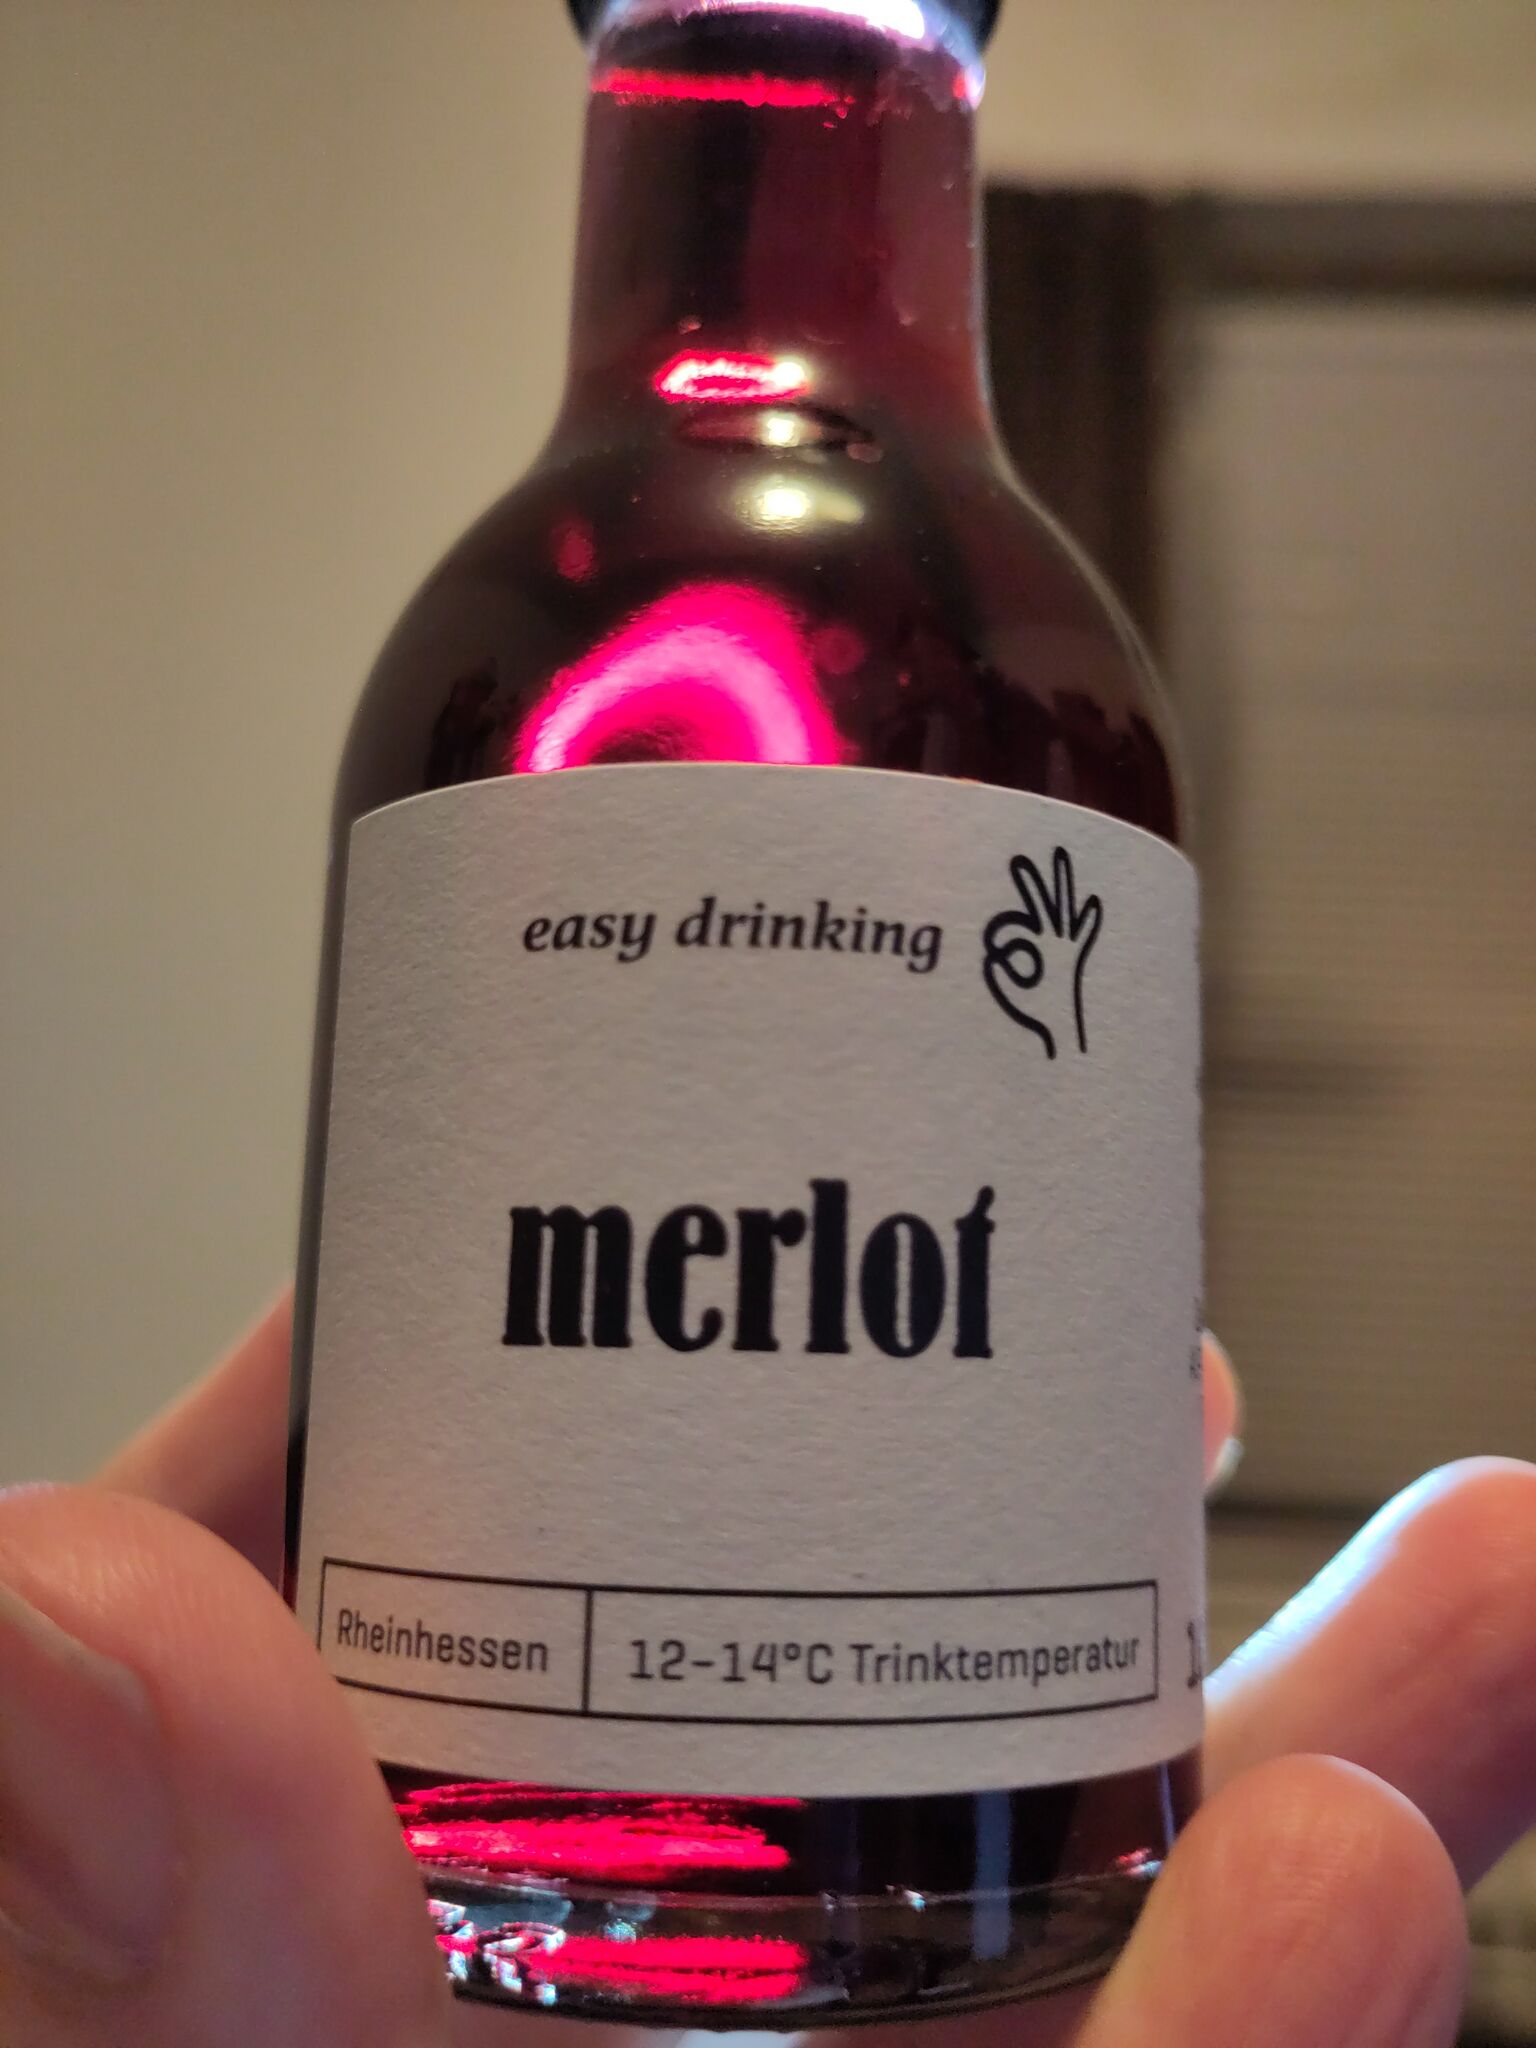 easy drinking
merlot
Rheinhessen
12-14°C Trinktemperatur